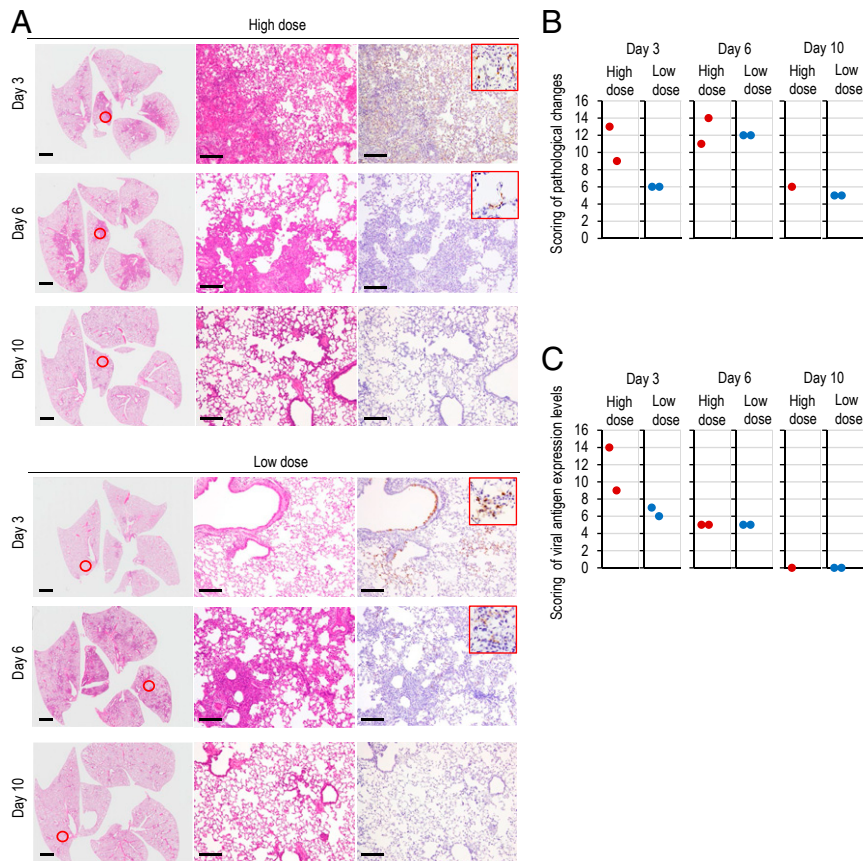 A
High dose
Day 3
Day 6
Day 10
Low dose
Day 3
Day 6
Day 10
B
Day 3
Day 6
Day 10
High dose
Low dose
High dose
Low dose
High dose
Low dose
Scoring of pathological changes
16
14
12
10
8
6
4
2
0
C
Day 3
Day 6
Day 10
High dose
Low dose
High dose
Low dose
High dose
Low dose
Scoring of viral antigen expression levels
16
14
12
10
8
6
4
2
0